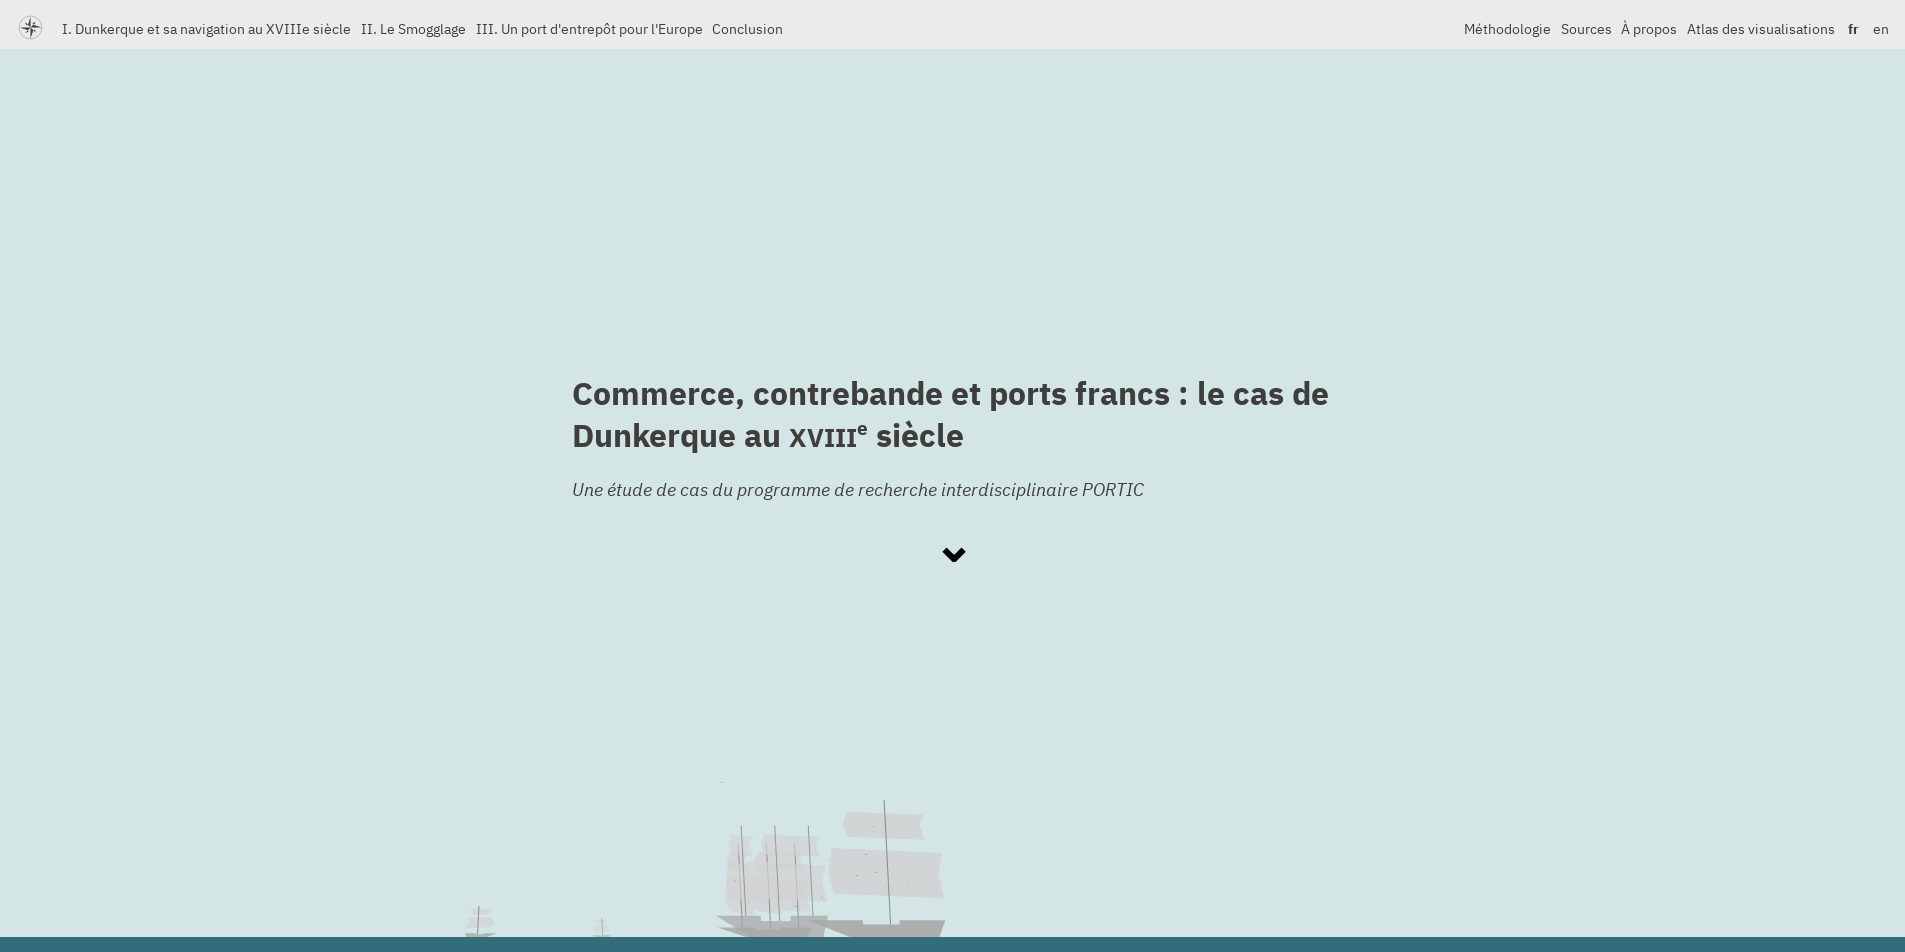 I. Dunkerque et sa navigation au XVIIIe siècle II. Le Smogglage III. Un port d'entrepôt pour l'Europe Conclusion Méthodologie Sources À propos Atlas des visualisations fr en
Commerce, contrebande et ports francs : le cas de
Dunkerque au XVIIIe siècle
Une étude de cas du programme de recherche interdisciplinaire PORTIC